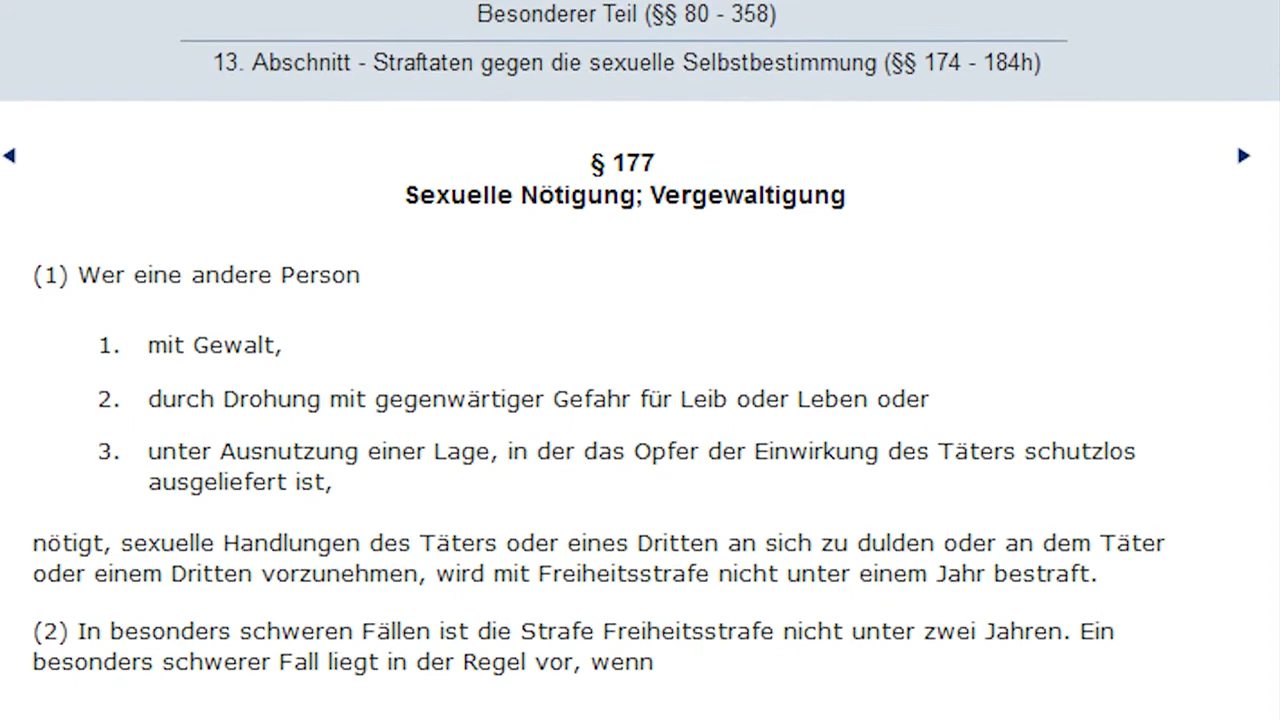 Besonderer Teil (§§ 80 - 358)
13. Abschnitt - Straftaten gegen die sexuelle Selbstbestimmung (§§ 174 - 184h)
§ 177
Sexuelle Nötigung; Vergewaltigung
(1) Wer eine andere Person
1. mit Gewalt,
2. durch Drohung mit gegenwärtiger Gefahr für Leib oder Leben oder
3. unter Ausnutzung einer Lage, in der das Opfer der Einwirkung des Täters schutzlos
ausgeliefert ist,
nötigt, sexuelle Handlungen des Täters oder eines Dritten an sich zu dulden oder an dem Täter
oder einem Dritten vorzunehmen, wird mit Freiheitsstrafe nicht unter einem Jahr bestraft.
(2) In besonders schweren Fällen ist die Strafe Freiheitsstrafe nicht unter zwei Jahren. Ein
besonders schwerer Fall liegt in der Regel vor, wenn